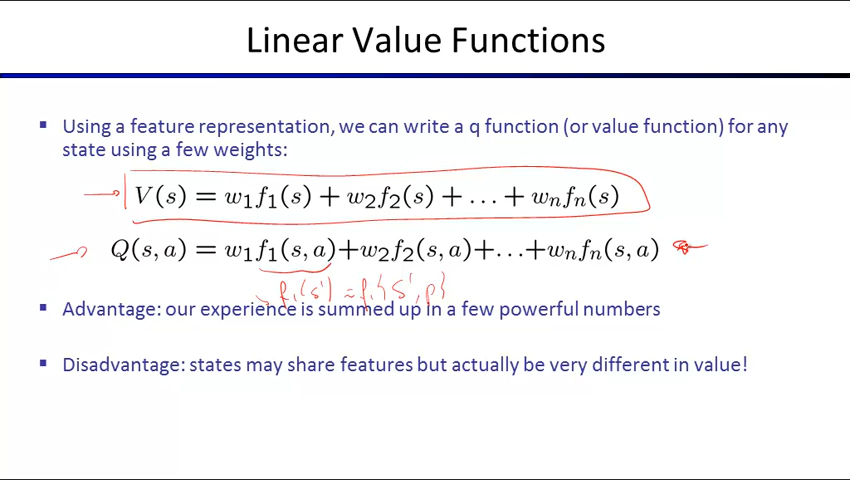 Linear Value Functions
▪ Using a feature representation, we can write a q function (or value function) for any
state using a few weights:
V(s) = w₁f₁(s) + w₂f₂(s) + … + wₙfₙ(s)
Q(s, a) = w₁f₁(s, a)+w₂f₂(s, a)+…+wₙfₙ(s, a)
f₁(s')
▪ Advantage: our experience is summed up in a few powerful numbers
▪ Disadvantage: states may share features but actually be very different in value!